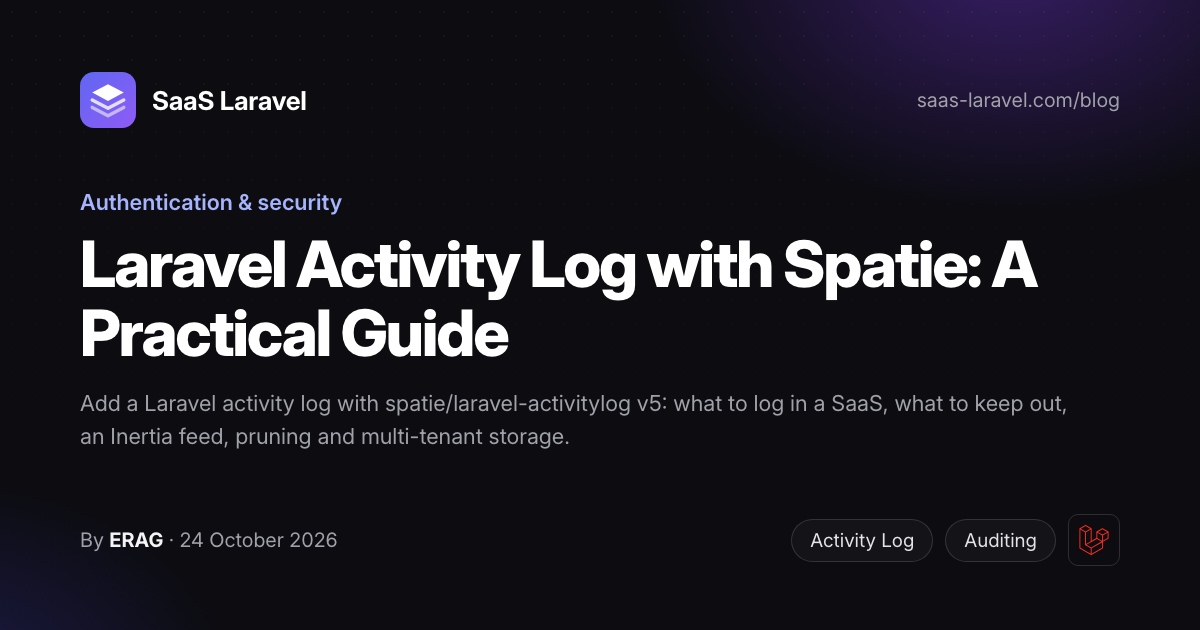 SaaS Laravel
saas-laravel.com/blog
Authentication & security
Laravel Activity Log with Spatie: A
Practical Guide
Add a Laravel activity log with spatie/laravel-activitylog v5: what to log in a SaaS, what to keep out,
an Inertia feed, pruning and multi-tenant storage.
By ERAG · 24 October 2026
Activity Log
Auditing